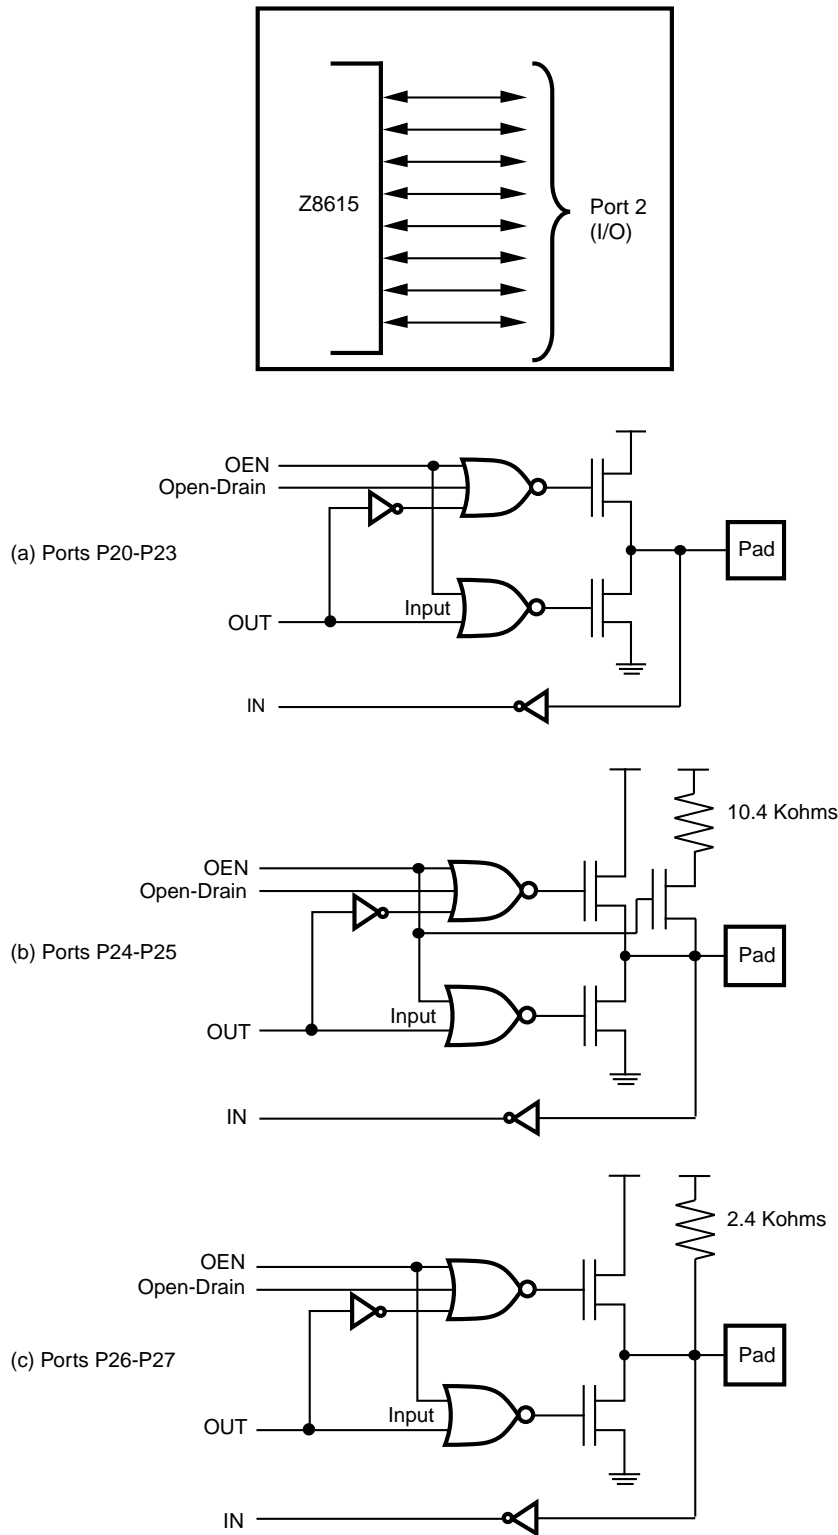 Z8615
Port 2
(I/O)
OEN
Open-Drain
(a) Ports P20-P23
Pad
Input
OUT
IN
10.4 Kohms
OEN
Open-Drain
(b) Ports P24-P25
Pad
Input
OUT
IN
2.4 Kohms
OEN
Open-Drain
(c) Ports P26-P27
Pad
Input
OUT
IN